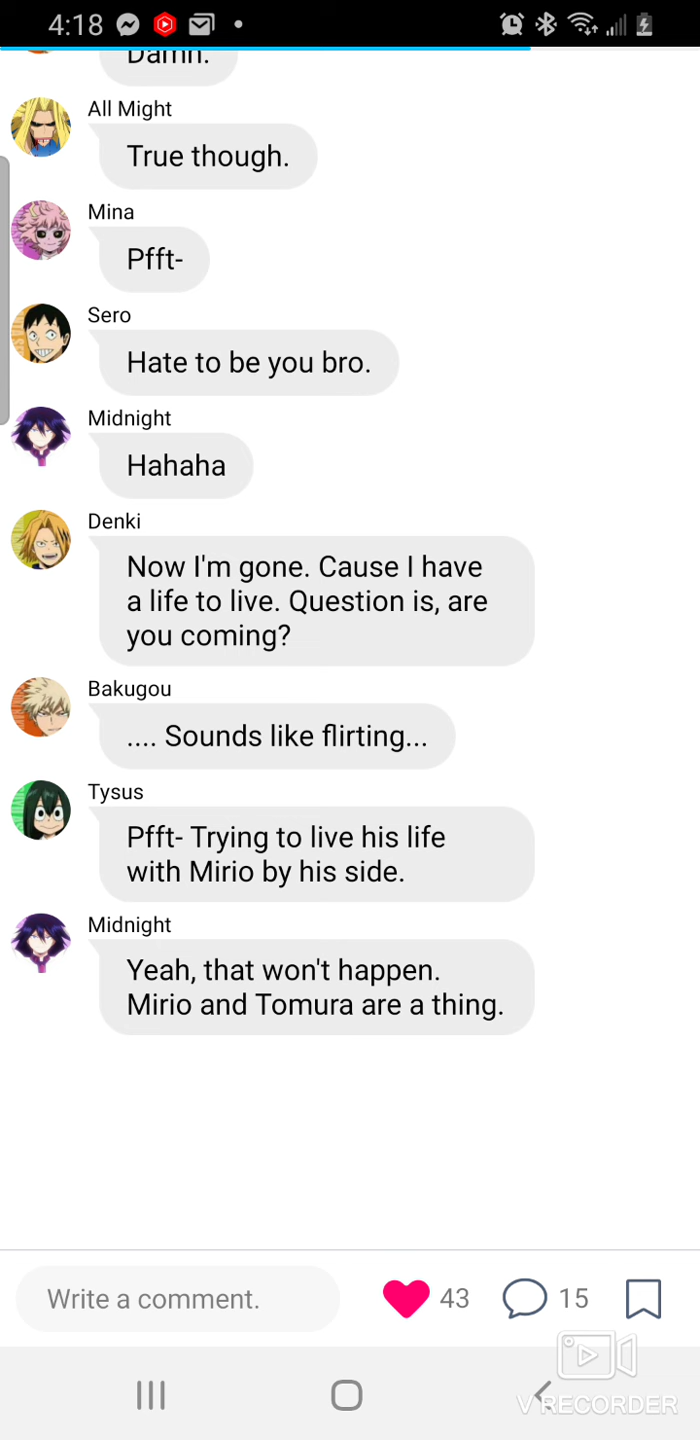 4:18
Damn.
All Might
True though.
Mina
Pfft-
Sero
Hate to be you bro.
Midnight
Hahaha
Denki
Now I'm gone. Cause I have
a life to live. Question is, are
you coming?
Bakugou
.... Sounds like flirting...
Tysus
Pfft- Trying to live his life
with Mirio by his side.
Midnight
Yeah, that won't happen.
Mirio and Tomura are a thing.
Write a comment.
43
15
V RECORDER